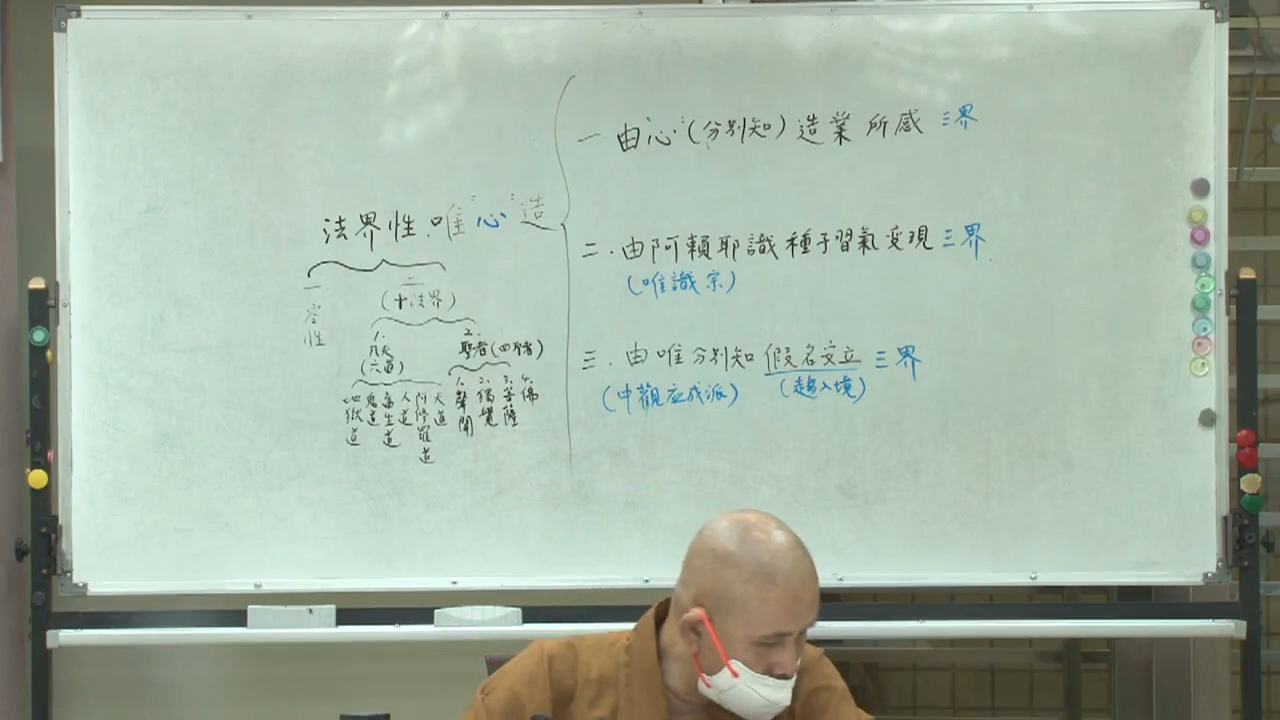 法界性.唯"心"造
一.
空性
二.
(十法界)
1.
凡夫
(六道)
地獄道
鬼道
畜生道
人道
阿修羅道
天道
2.
聖者(四聖者)
1.聲聞
2.獨覺
3.菩薩
4.佛
一 由"心"(分別知)造業所感 三界
二.由阿賴耶識種子習氣变現三界.
(唯識宗)
三.由唯分別知假名安立三界
(中觀应成派)
(趣入境)